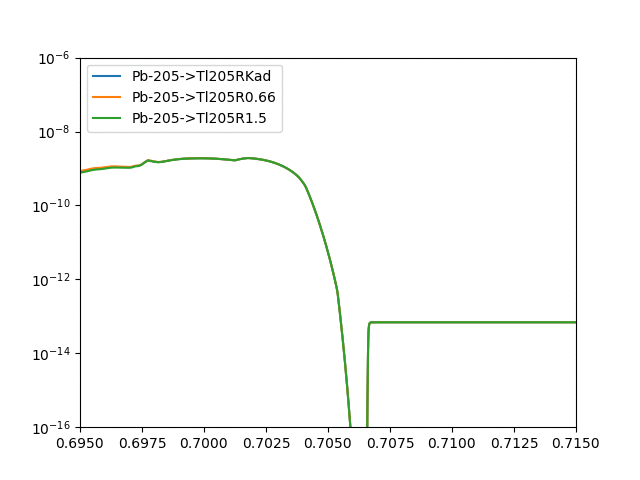 10⁻⁶
10⁻⁸
10⁻¹⁰
10⁻¹²
10⁻¹⁴
10⁻¹⁶
Pb-205->Tl205RKad
Pb-205->Tl205R0.66
Pb-205->Tl205R1.5
0.6950 0.6975 0.7000 0.7025 0.7050 0.7075 0.7100 0.7125 0.7150